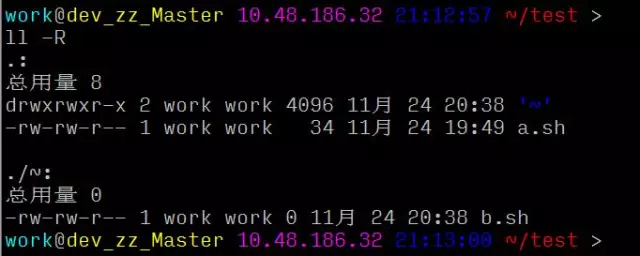 work@dev_zz_Master 10.48.186.32 21:12:57 ~/test >
ll -R
.:
总用量 8
drwxrwxr-x 2 work work 4096 11月 24 20:38 '~'
-rw-rw-r-- 1 work work   34 11月 24 19:49 a.sh
./~:
总用量 0
-rw-rw-r-- 1 work work 0 11月 24 20:38 b.sh
work@dev_zz_Master 10.48.186.32 21:13:00 ~/test >